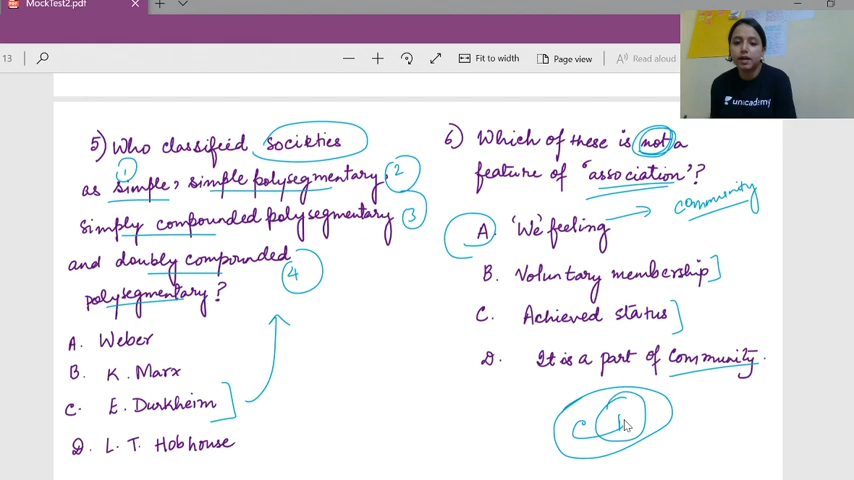 MockTest2.pdf
13
Fit to width
Page view
Read aloud
unacademy
5) Who classified societies
as simple, simple polysegmentary,
simply compounded polysegmentary
and doubly compounded
polysegmentary?
1
2
3
4
A. Weber
B. K. Marx
C. E. Durkheim
D. L. T. Hobhouse
6) Which of these is not a
feature of 'association'?
community
A. 'We' feeling
B. Voluntary membership
C. Achieved status
D. It is a part of community.
C